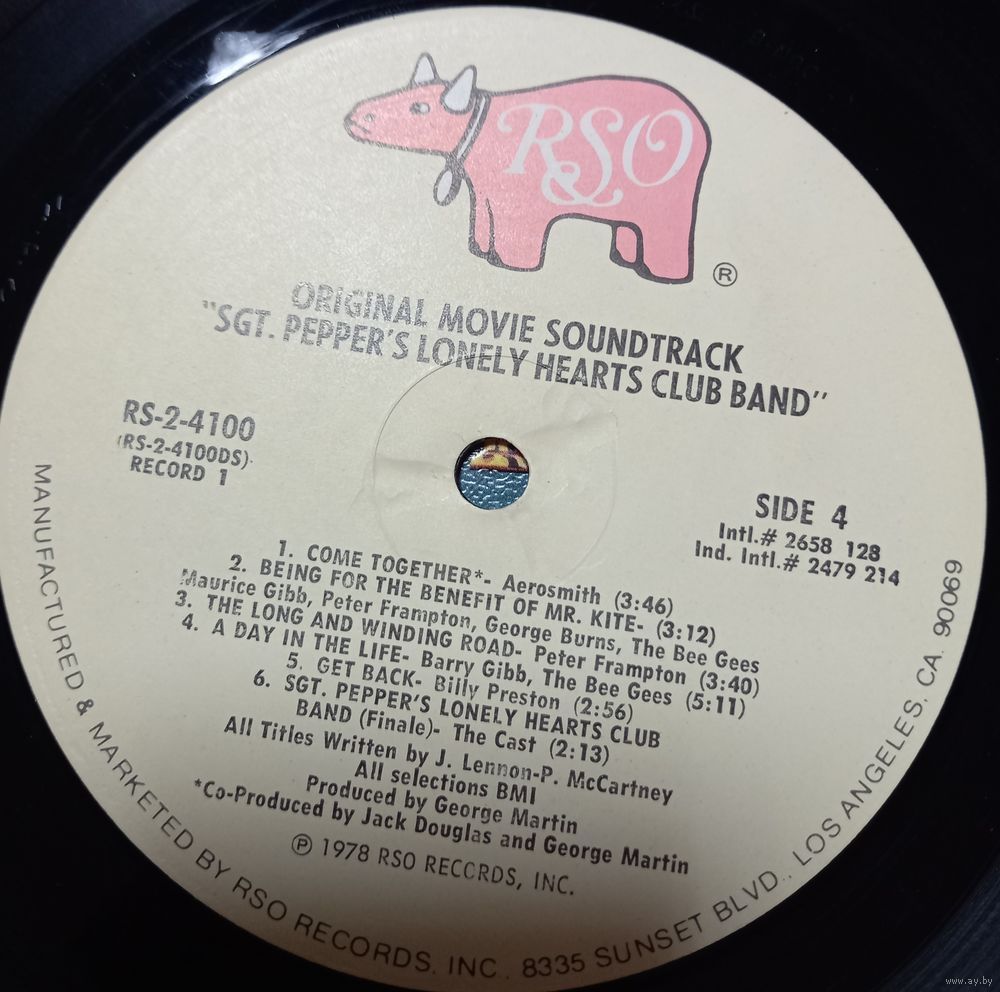 RSO
®
ORIGINAL MOVIE SOUNDTRACK
"SGT. PEPPER'S LONELY HEARTS CLUB BAND"
RS-2-4100
(RS-2-4100DS)
RECORD 1
SIDE 4
Intl.# 2658 128
Ind. Intl.# 2479 214
1. COME TOGETHER*- Aerosmith (3:46)
2. BEING FOR THE BENEFIT OF MR. KITE- (3:12)
Maurice Gibb, Peter Frampton, George Burns, The Bee Gees
3. THE LONG AND WINDING ROAD- Peter Frampton (3:40)
4. A DAY IN THE LIFE- Barry Gibb, The Bee Gees (5:11)
5. GET BACK- Billy Preston (2:56)
6. SGT. PEPPER'S LONELY HEARTS CLUB
BAND (Finale)- The Cast (2:13)
All Titles Written by J. Lennon-P. McCartney
All selections BMI
Produced by George Martin
*Co-Produced by Jack Douglas and George Martin
℗ 1978 RSO RECORDS, INC.
MANUFACTURED & MARKETED BY RSO RECORDS, INC., 8335 SUNSET BLVD., LOS ANGELES, CA. 90069
www.ay.by